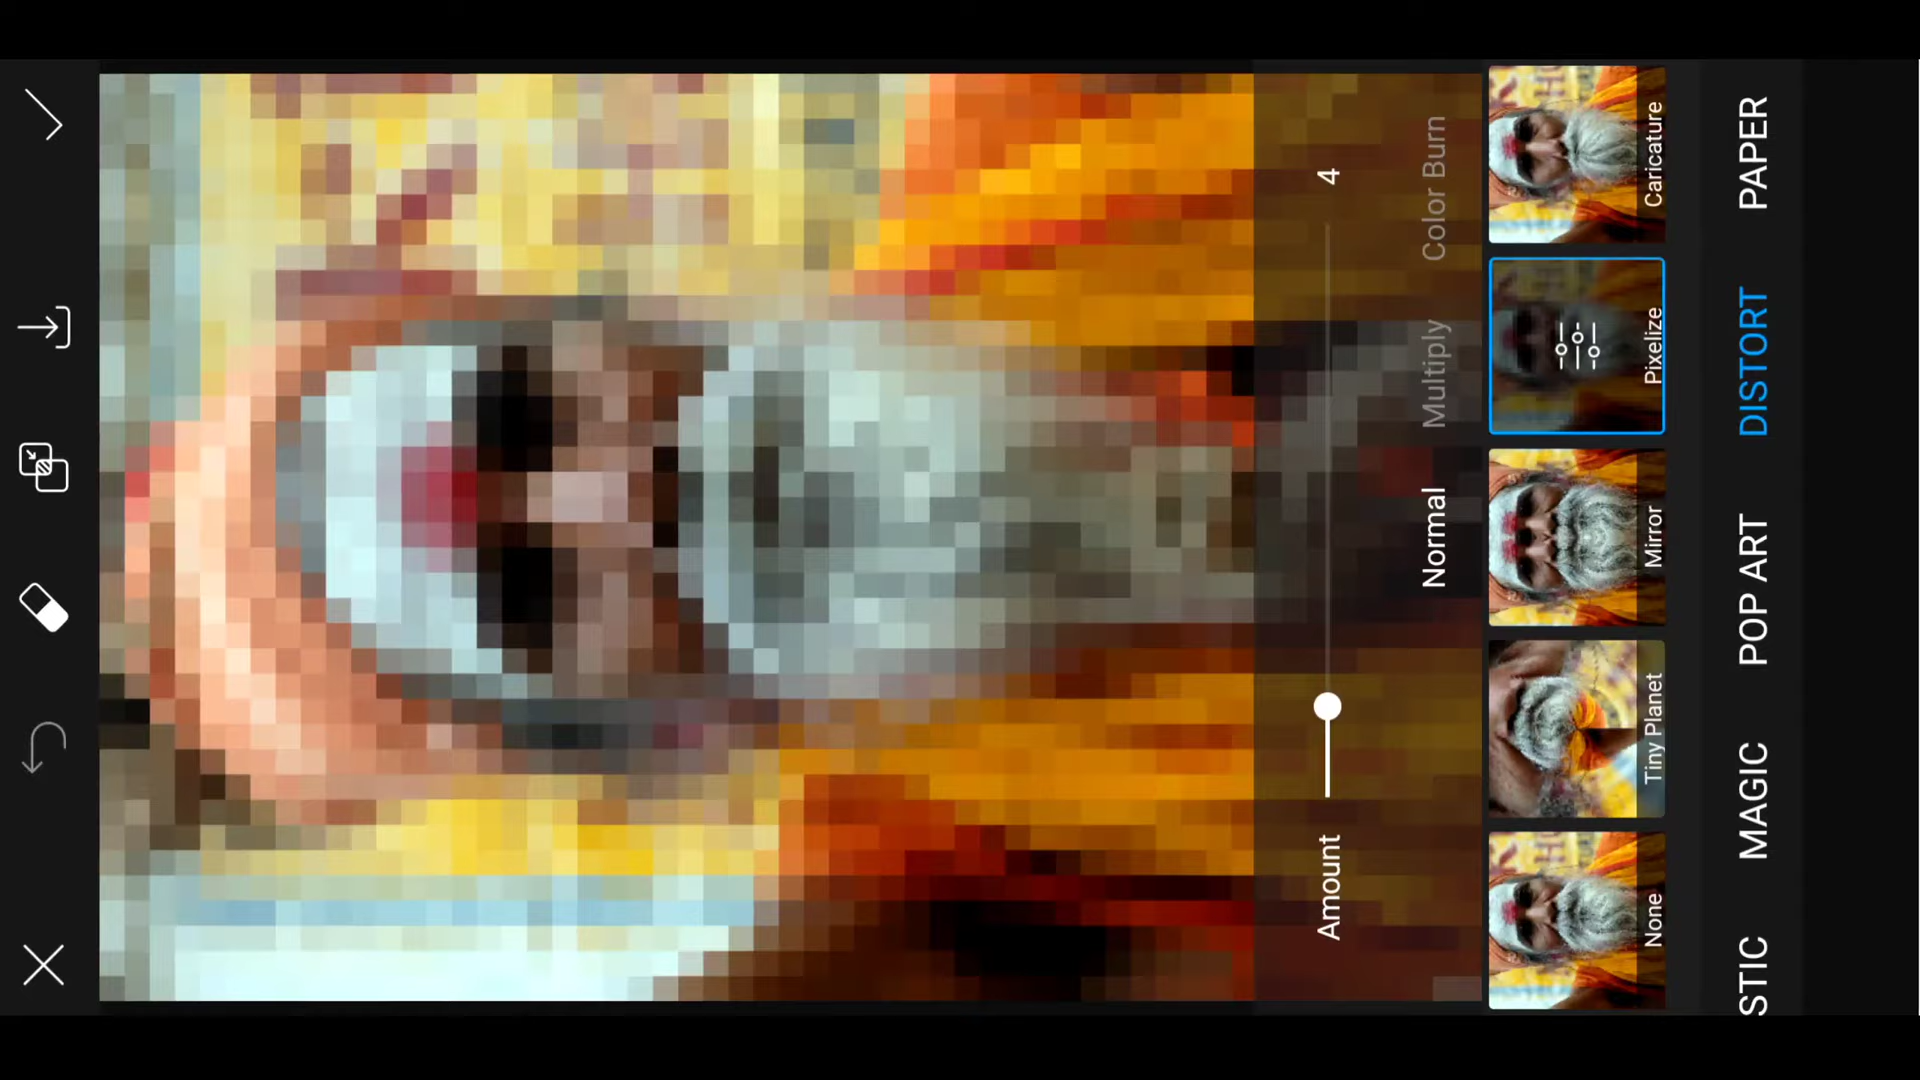 Amount 4
Normal Multiply Color Burn
None Tiny Planet Mirror Pixelize Caricature
STIC MAGIC POP ART DISTORT PAPER